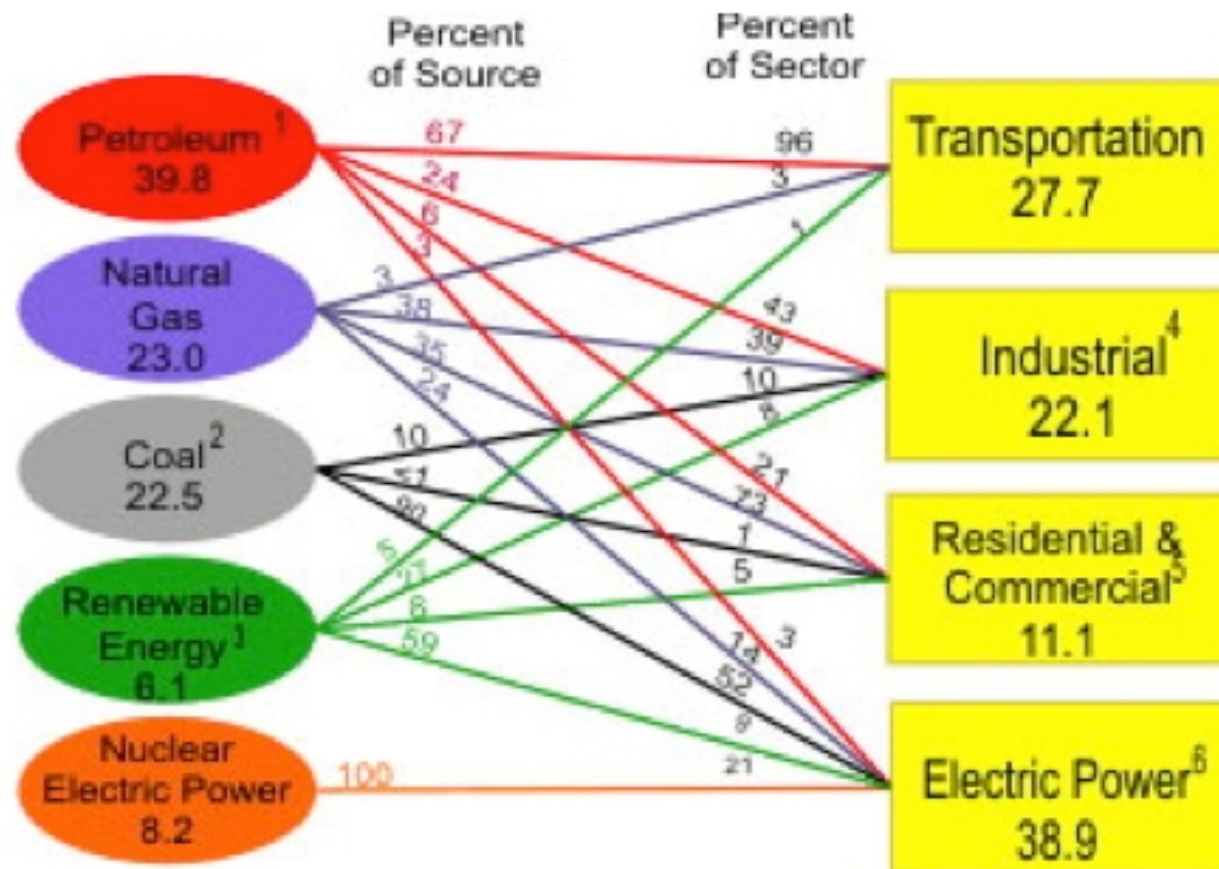 Percent
of Source
Percent
of Sector
Petroleum 1
39.8
Natural
Gas
23.0
Coal 2
22.5
Renewable
Energy 3
6.1
Nuclear
Electric Power
8.2
67
24
6
3
3
38
35
24
10
90
8
59
100
96
3
1
43
39
10
8
73
1
5
3
14
52
9
21
Transportation
27.7
Industrial 4
22.1
Residential &
Commercial 5
11.1
Electric Power 6
38.9